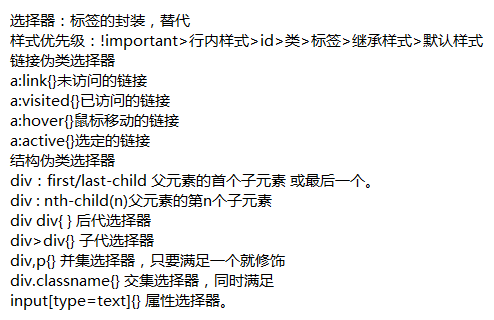 选择器：标签的封装，替代
样式优先级：!important>行内样式>id>类>标签>继承样式>默认样式
链接伪类选择器
a:link{}未访问的链接
a:visited{}已访问的链接
a:hover{}鼠标移动的链接
a:active{}选定的链接
结构伪类选择器
div：first/last-child 父元素的首个子元素 或最后一个。
div : nth-child(n)父元素的第n个子元素
div div{ } 后代选择器
div>div{} 子代选择器
div,p{} 并集选择器，只要满足一个就修饰
div.classname{} 交集选择器，同时满足
input[type=text]{} 属性选择器。